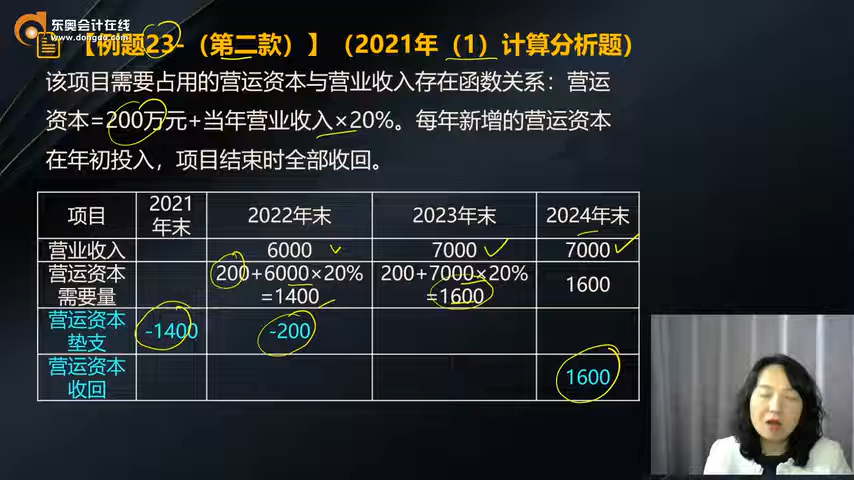 东奥会计在线
www.dongao.com
【例题23-（第二款）】（2021年（1）计算分析题）
该项目需要占用的营运资本与营业收入存在函数关系：营运
资本=200万元+当年营业收入×20%。每年新增的营运资本
在年初投入，项目结束时全部收回。
项目 2021年末 2022年末 2023年末 2024年末
营业收入 6000 7000 7000
营运资本需要量 200+6000×20%=1400 200+7000×20%=1600 1600
营运资本垫支 -1400 -200
营运资本收回 1600